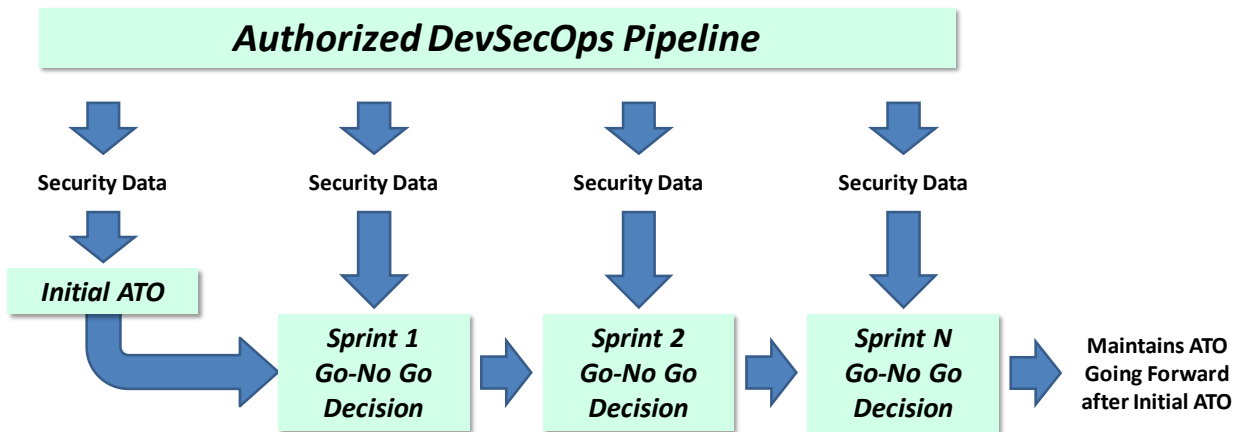 Authorized DevSecOps Pipeline
Security Data
Security Data
Security Data
Security Data
Initial ATO
Sprint 1
Go-No Go
Decision
Sprint 2
Go-No Go
Decision
Sprint N
Go-No Go
Decision
Maintains ATO
Going Forward
after Initial ATO